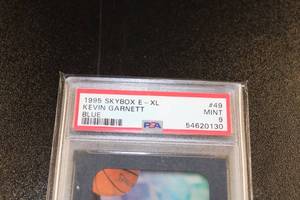 1995 SKYBOX E-XL #49
KEVIN GARNETT MINT
BLUE PSA 9
54620130